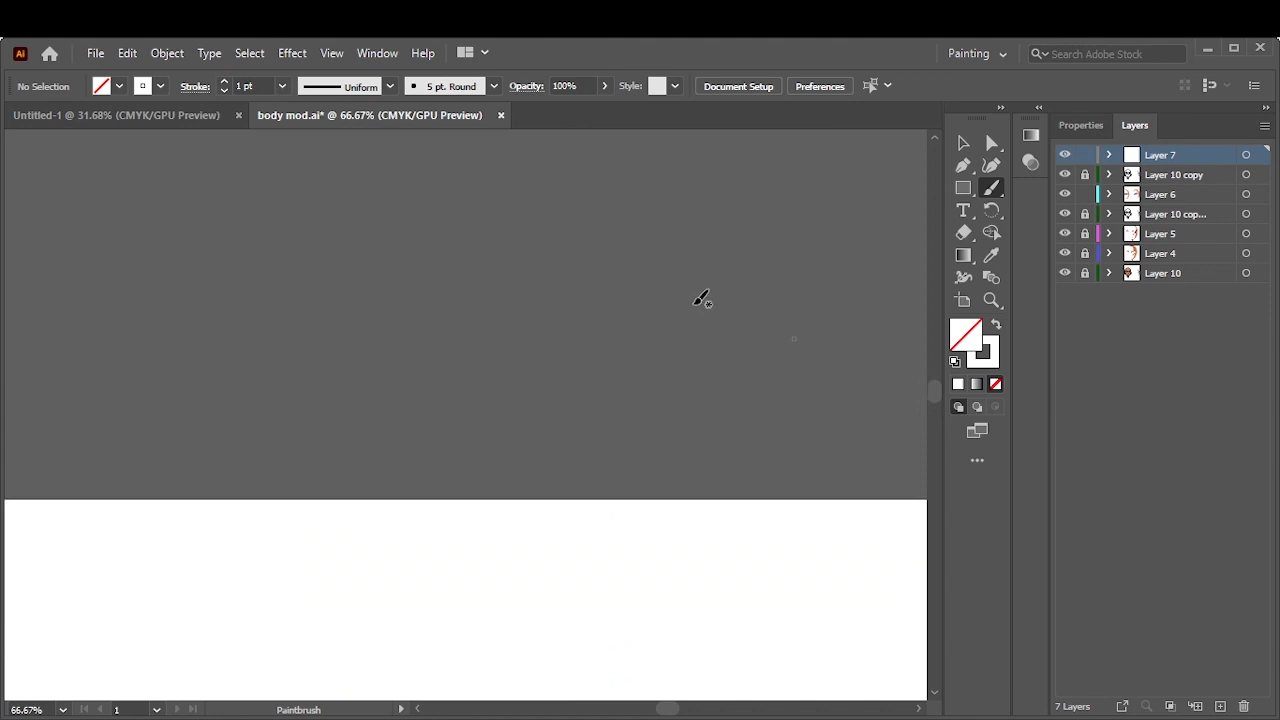 Ai File Edit Object Type Select Effect View Window Help Painting Search Adobe Stock
No Selection Stroke: 1 pt Uniform 5 pt. Round Opacity: 100% Style: Document Setup Preferences
Untitled-1 @ 31.68% (CMYK/GPU Preview) × body mod.ai* @ 66.67% (CMYK/GPU Preview) ×
Properties Layers
Layer 7
Layer 10 copy
Layer 6
Layer 10 cop...
Layer 5
Layer 4
Layer 10
66.67% 1 Paintbrush 7 Layers